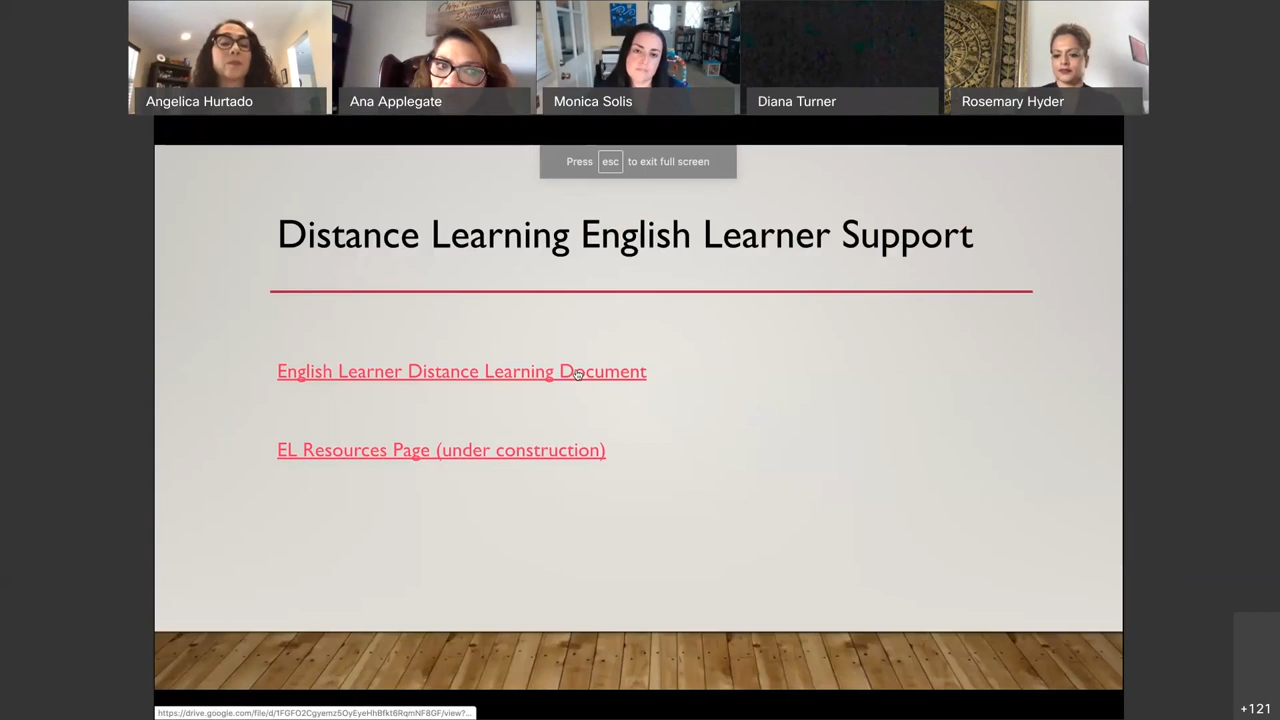 Angelica Hurtado
Ana Applegate
Monica Solis
Diana Turner
Rosemary Hyder
Press esc to exit full screen
Distance Learning English Learner Support
English Learner Distance Learning Document
EL Resources Page (under construction)
+121